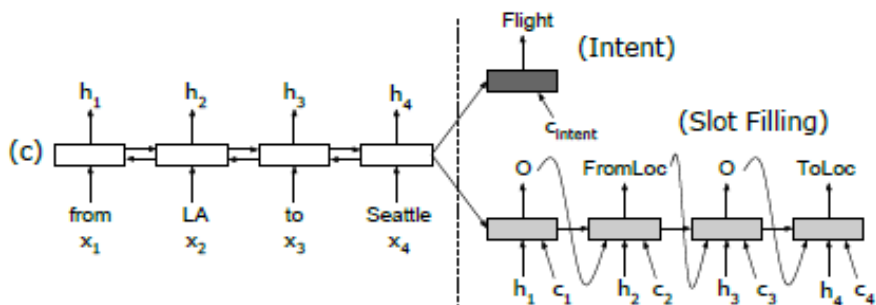 Flight
(Intent)
h1 h2 h3 h4
c_intent
(Slot Filling)
(c)
O FromLoc O ToLoc
from LA to Seattle
x1 x2 x3 x4
h1 c1 h2 c2 h3 c3 h4 c4